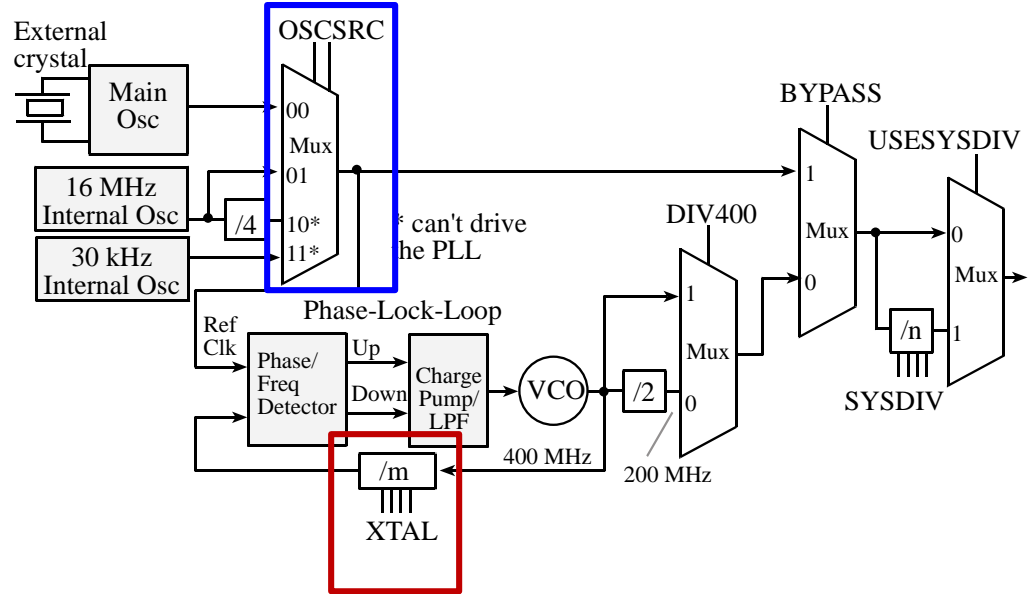 External
crystal
OSCSRC
Main
Osc
00
Mux
01
16 MHz
Internal Osc
/4
10*
11*
30 kHz
Internal Osc
* can't drive
he PLL
BYPASS
1
Mux
0
USESYSDIV
0
Mux
1
/n
SYSDIV
DIV400
1
Mux
0
Phase-Lock-Loop
Ref
Clk
Phase/
Freq
Detector
Up
Down
Charge
Pump/
LPF
VCO
/2
400 MHz
200 MHz
/m
XTAL